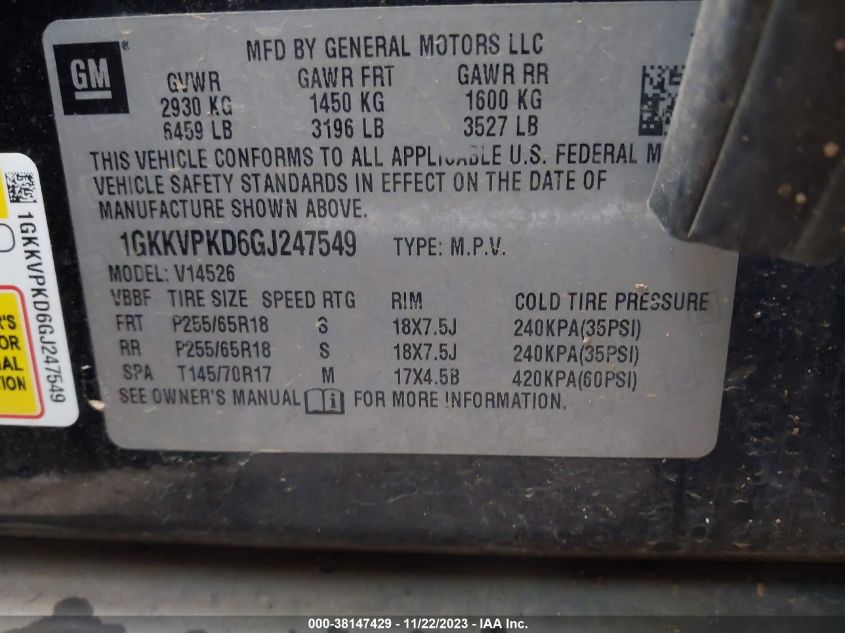 GM
MFD BY GENERAL MOTORS LLC
GVWR GAWR FRT GAWR RR
2930 KG 1450 KG 1600 KG
6459 LB 3196 LB 3527 LB
THIS VEHICLE CONFORMS TO ALL APPLICABLE U.S. FEDERAL
VEHICLE SAFETY STANDARDS IN EFFECT ON THE DATE OF
MANUFACTURE SHOWN ABOVE.
1GKKVPKD6GJ247549 TYPE: M.P.V.
MODEL: V14526
VBBF TIRE SIZE SPEED RTG RIM COLD TIRE PRESSURE
FRT P255/65R18 S 18X7.5J 240KPA(35PSI)
RR P255/65R18 S 18X7.5J 240KPA(35PSI)
SPA T145/70R17 M 17X4.5B 420KPA(60PSI)
SEE OWNER'S MANUAL i FOR MORE INFORMATION.
1GKKVPKD6GJ247549
000-38147429 - 11/22/2023 - IAA Inc.